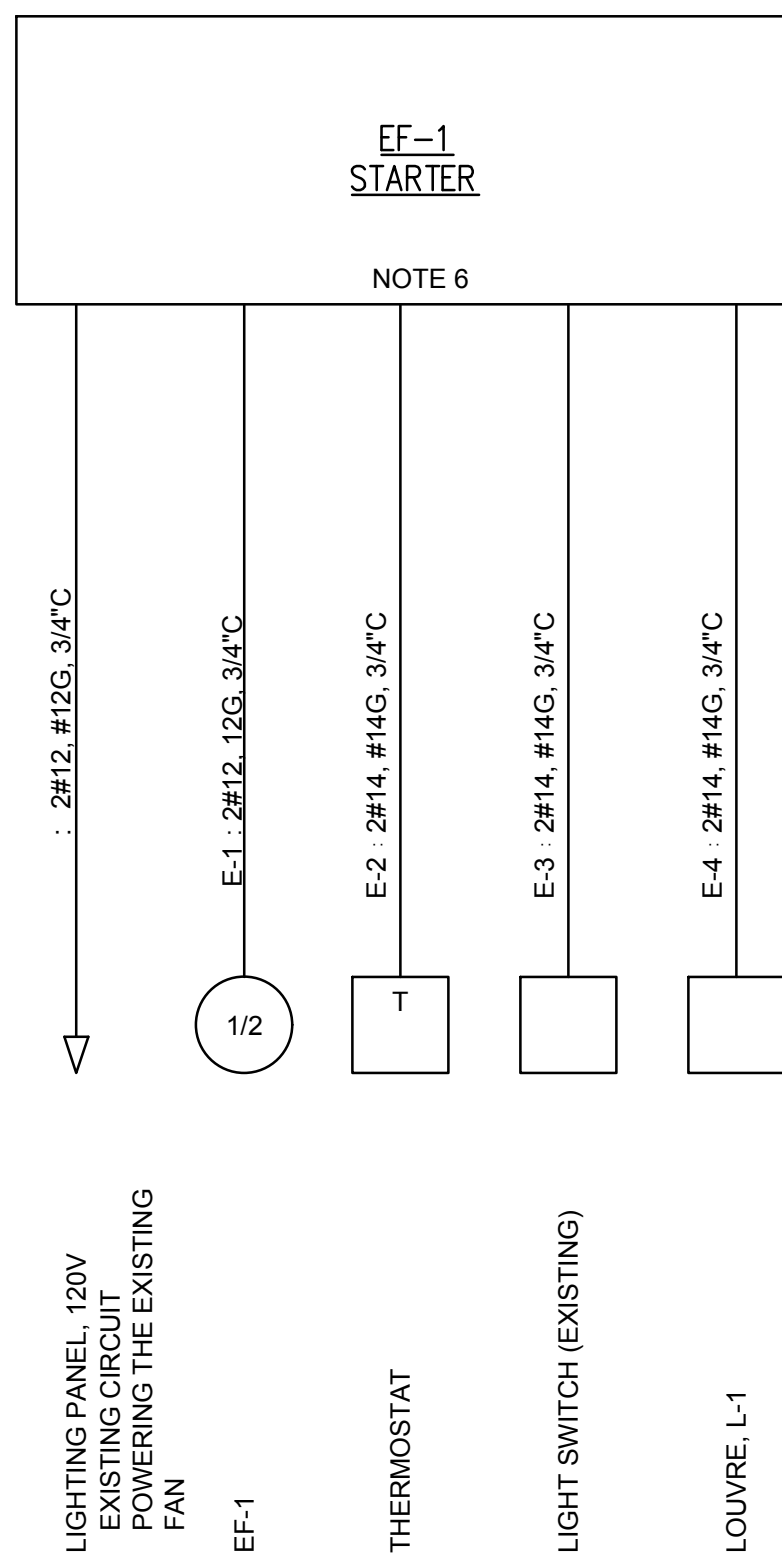 EF-1
STARTER
NOTE 6
: 2#12, #12G, 3/4"C
E-1 : 2#12, 12G, 3/4"C
E-2 : 2#14, #14G, 3/4"C
E-3 : 2#14, #14G, 3/4"C
E-4 : 2#14, #14G, 3/4"C
1/2
T
LIGHTING PANEL, 120V
EXISTING CIRCUIT
POWERING THE EXISTING
FAN
EF-1
THERMOSTAT
LIGHT SWITCH (EXISTING)
LOUVRE, L-1